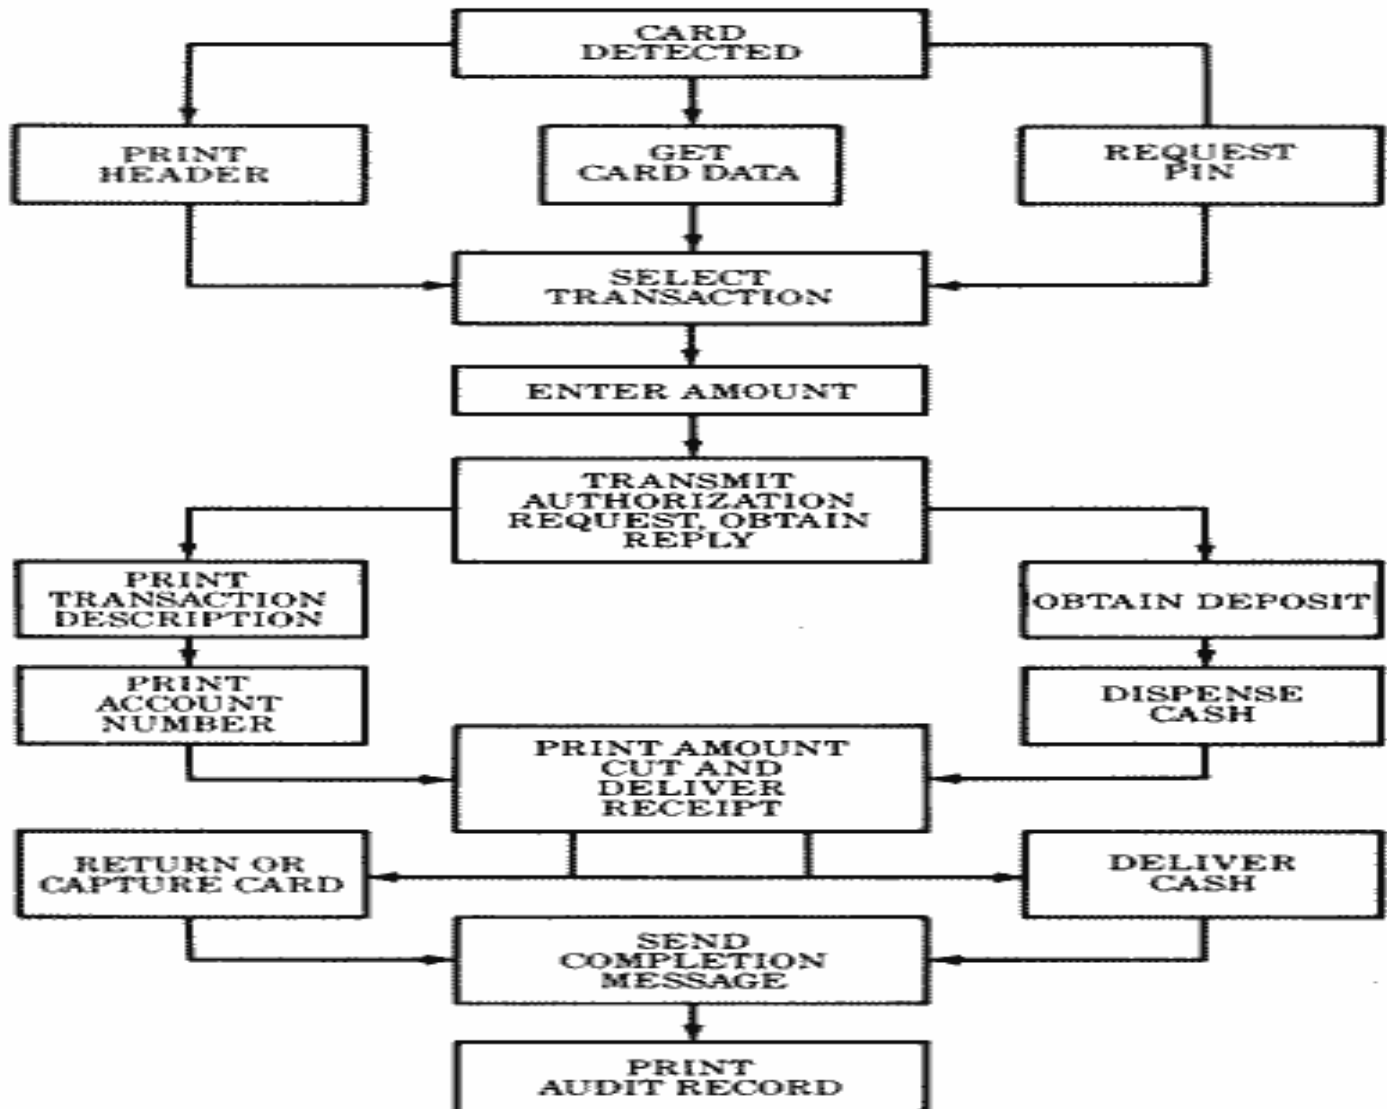 CARD
DETECTED
PRINT
HEADER
GET
CARD DATA
REQUEST
PIN
SELECT
TRANSACTION
ENTER AMOUNT
TRANSMIT
AUTHORIZATION
REQUEST, OBTAIN
REPLY
PRINT
TRANSACTION
DESCRIPTION
OBTAIN DEPOSIT
PRINT
ACCOUNT
NUMBER
DISPENSE
CASH
PRINT AMOUNT
CUT AND
DELIVER
RECEIPT
RETURN OR
CAPTURE CARD
DELIVER
CASH
SEND
COMPLETION
MESSAGE
PRINT
AUDIT RECORD